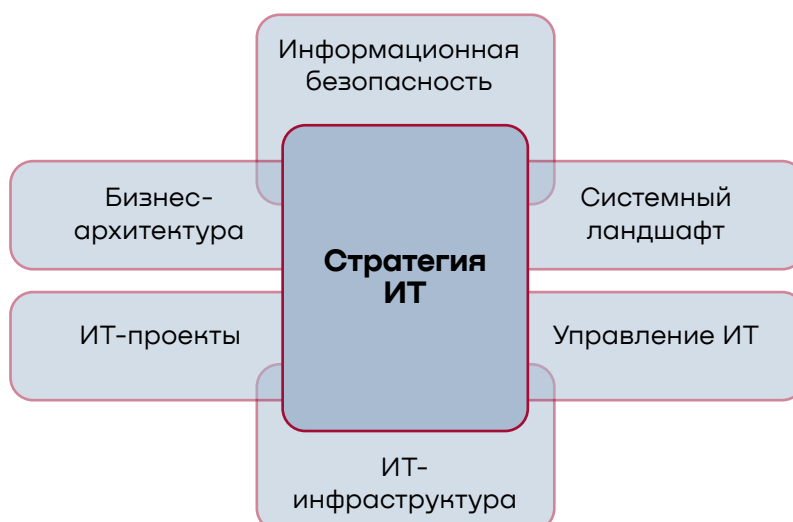 Информационная
безопасность
Бизнес-
архитектура
Системный
ландшафт
Стратегия
ИТ
ИТ-проекты
Управление ИТ
ИТ-
инфраструктура